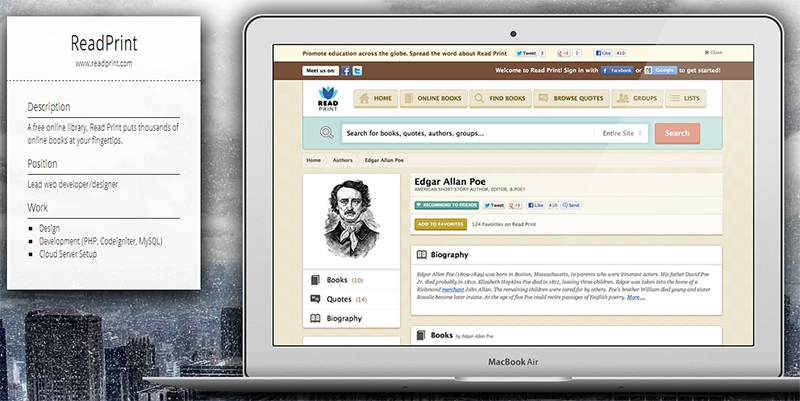 ReadPrint
www.readprint.com
Description
A free online library, Read Print puts thousands of
online books at your fingertips.
Position
Lead web developer/designer
Work
Design
Development (PHP, Codeigniter, MySQL)
Cloud Server Setup
Promote education across the globe. Spread the word about Read Print
Tweet 3
+1 2
Like 410
Close
Meet us on:
Welcome to Read Print! Sign in with Facebook or Google to get started!
READ
PRINT
HOME
ONLINE BOOKS
FIND BOOKS
BROWSE QUOTES
GROUPS
LISTS
Search for books, quotes, authors, groups...
Entire Site
Search
Home Authors Edgar Allan Poe
Edgar Allan Poe
AMERICAN SHORT STORY AUTHOR, EDITOR, & POET
RECOMMEND TO FRIENDS Tweet +1 Like 410 Send
ADD TO FAVORITES 124 Favorites on Read Print
Books (10)
Quotes (14)
Biography
Biography
Edgar Allen Poe (1809-1849) was born in Boston, Massachusetts, to parents who were itinerant actors. His father David Poe
Jr. died probably in 1810. Elizabeth Hopkins Poe died in 1811, leaving three children. Edgar was taken into the home of a
Richmond merchant John Allan. The remaining children were cared for by others. Poe's brother William died young and sister
Rosalie become later insane. At the age of five Poe could recite passages of English poetry. More ...
Books by Edgar Allan Poe
MacBook Air